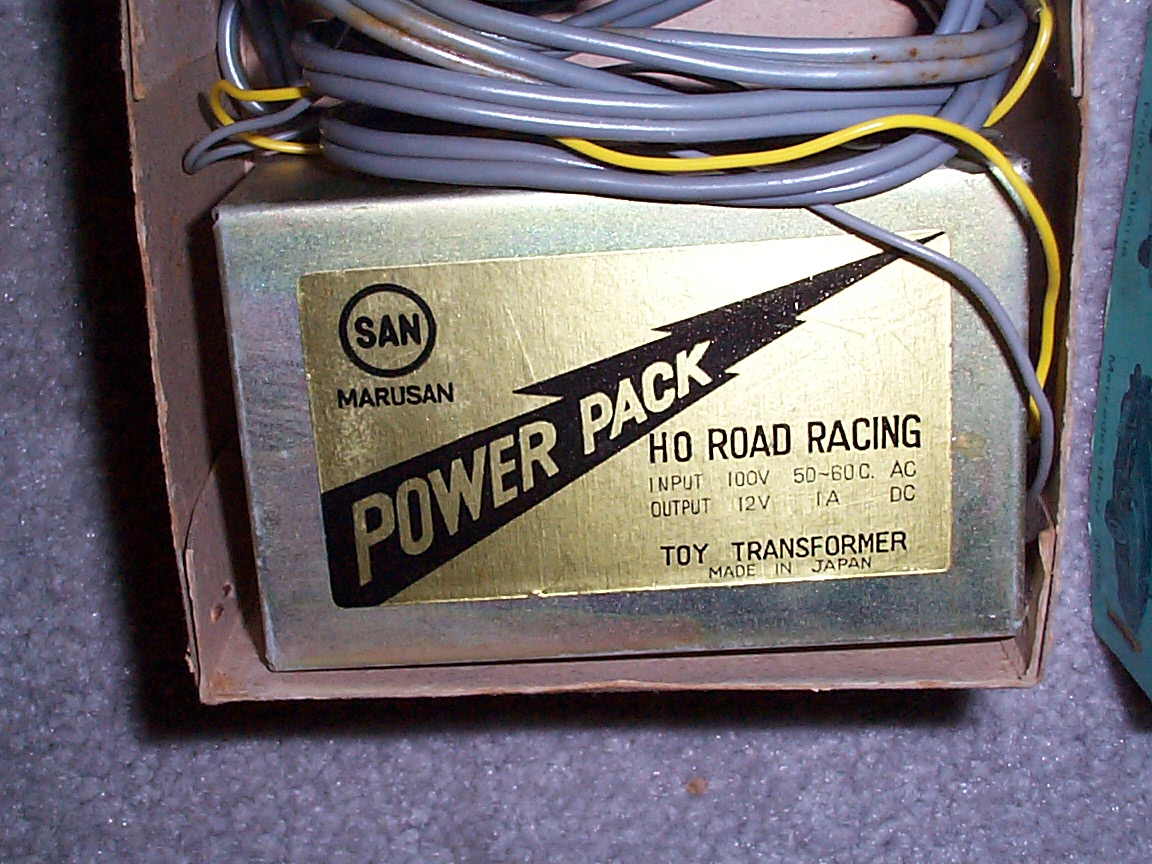 SAN
MARUSAN
POWER PACK
HO ROAD RACING
INPUT 100V 50~60C. AC
OUTPUT 12V 1A DC
TOY TRANSFORMER
MADE IN JAPAN